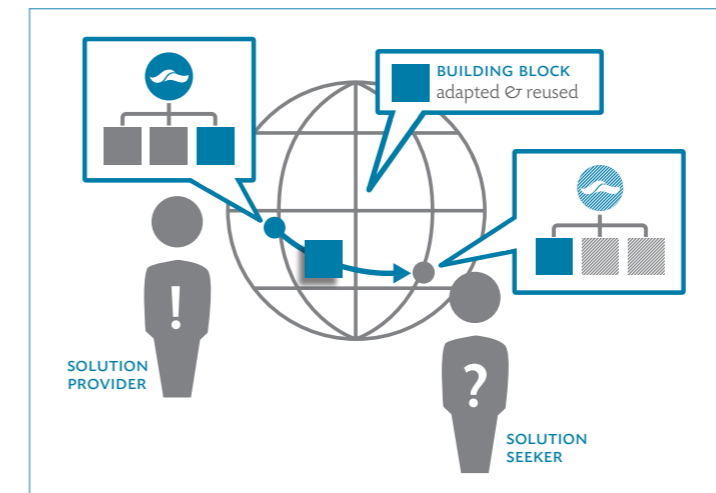 BUILDING BLOCK
adapted & reused
!
SOLUTION
PROVIDER
?
SOLUTION
SEEKER